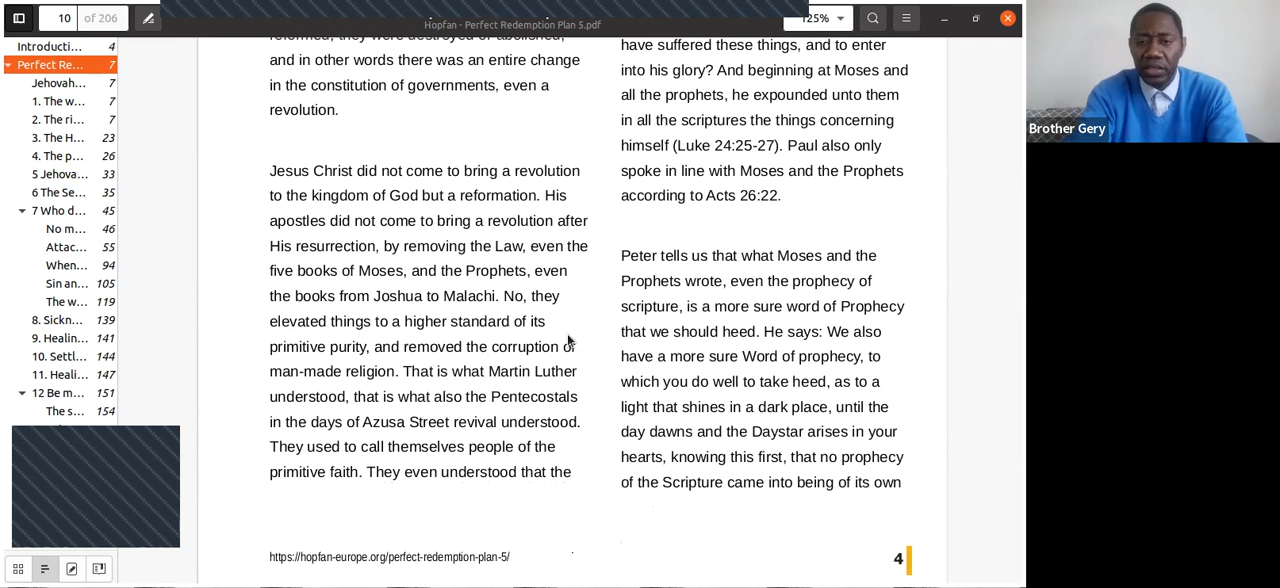 10
of 206
Hopfan - Perfect Redemption Plan 5.pdf
125%
Introducti... 4
Perfect Re... 7
Jehovah... 7
1. The w... 7
2. The ri... 7
3. The H... 23
4. The p... 26
5 Jehova... 33
6 The Se... 35
7 Who d... 45
No m... 46
Attac... 55
When... 94
Sin an... 105
The w... 119
8. Sickn... 139
9. Healin... 141
10. Settl... 144
11. Heali... 147
12 Be m... 151
The s... 154
reformed, they were destroyed or abolished,
and in other words there was an entire change
in the constitution of governments, even a
revolution.
Jesus Christ did not come to bring a revolution
to the kingdom of God but a reformation. His
apostles did not come to bring a revolution after
His resurrection, by removing the Law, even the
five books of Moses, and the Prophets, even
the books from Joshua to Malachi. No, they
elevated things to a higher standard of its
primitive purity, and removed the corruption of
man-made religion. That is what Martin Luther
understood, that is what also the Pentecostals
in the days of Azusa Street revival understood.
They used to call themselves people of the
primitive faith. They even understood that the
have suffered these things, and to enter
into his glory? And beginning at Moses and
all the prophets, he expounded unto them
in all the scriptures the things concerning
himself (Luke 24:25-27). Paul also only
spoke in line with Moses and the Prophets
according to Acts 26:22.
Peter tells us that what Moses and the
Prophets wrote, even the prophecy of
scripture, is a more sure word of Prophecy
that we should heed. He says: We also
have a more sure Word of prophecy, to
which you do well to take heed, as to a
light that shines in a dark place, until the
day dawns and the Daystar arises in your
hearts, knowing this first, that no prophecy
of the Scripture came into being of its own
https://hopfan-europe.org/perfect-redemption-plan-5/
4
Brother Gery